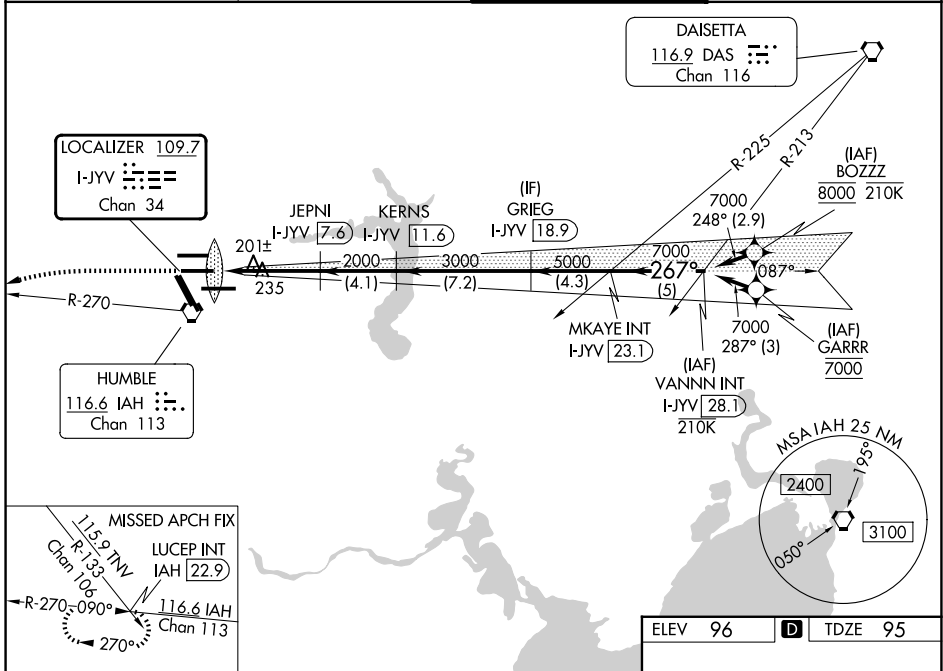 DAISETTA
116.9 DAS
Chan 116
LOCALIZER 109.7
I-JYV
Chan 34
R-225
R-213
(IAF)
BOZZZ
8000 210K
7000
248° (2.9)
JEPNI
I-JYV 7.6
KERNS
I-JYV 11.6
(IF)
GRIEG
I-JYV 18.9
201±
235
2000
(4.1)
3000
(7.2)
5000
(4.3)
7000
267°
(5)
087°
R-270
MKAYE INT
I-JYV 23.1
7000
287° (3)
(IAF)
GARRR
7000
(IAF)
VANNN INT
I-JYV 28.1
210K
HUMBLE
116.6 IAH
Chan 113
MSA IAH 25 NM
195°
2400
3100
050°
MISSED APCH FIX
115.9 TNV
R-133
Chan 106
LUCEP INT
IAH 22.9
R-270
090°
116.6 IAH
Chan 113
270°
ELEV 96 D TDZE 95